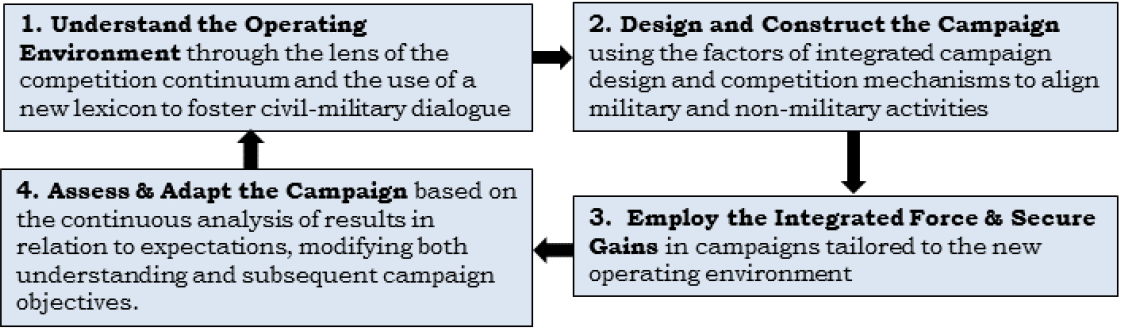 1. Understand the Operating
Environment through the lens of the
competition continuum and the use of a
new lexicon to foster civil-military dialogue
2. Design and Construct the Campaign
using the factors of integrated campaign
design and competition mechanisms to align
military and non-military activities
3. Employ the Integrated Force & Secure
Gains in campaigns tailored to the new
operating environment
4. Assess & Adapt the Campaign based on
the continuous analysis of results in
relation to expectations, modifying both
understanding and subsequent campaign
objectives.